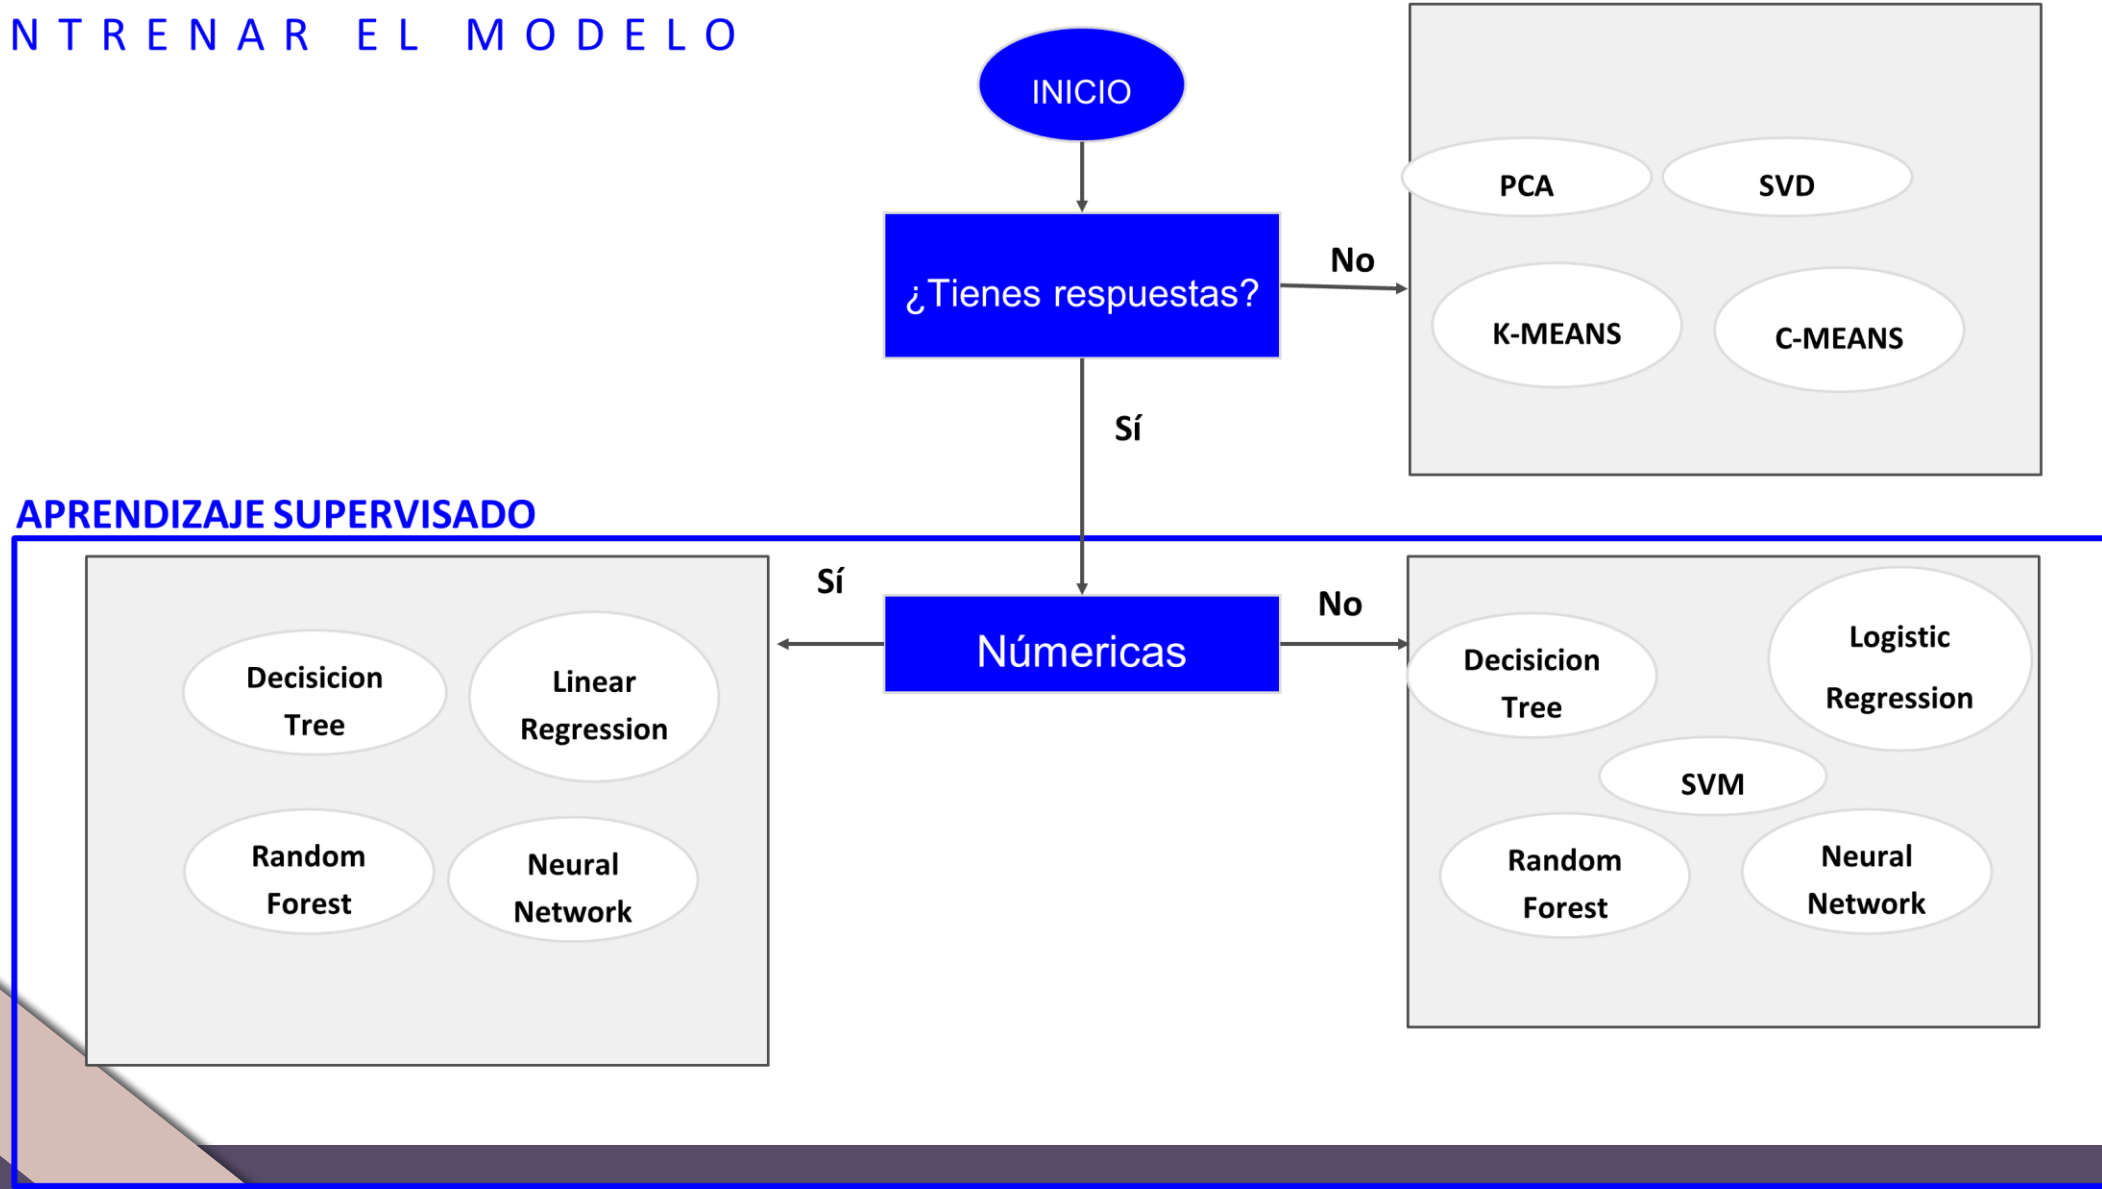 NTRENAR EL MODELO
INICIO
PCA
SVD
¿Tienes respuestas?
No
K-MEANS
C-MEANS
Sí
APRENDIZAJE SUPERVISADO
Sí
Númericas
No
Decisicion
Tree
Linear
Regression
Random
Forest
Neural
Network
Decisicion
Tree
Logistic
Regression
SVM
Random
Forest
Neural
Network